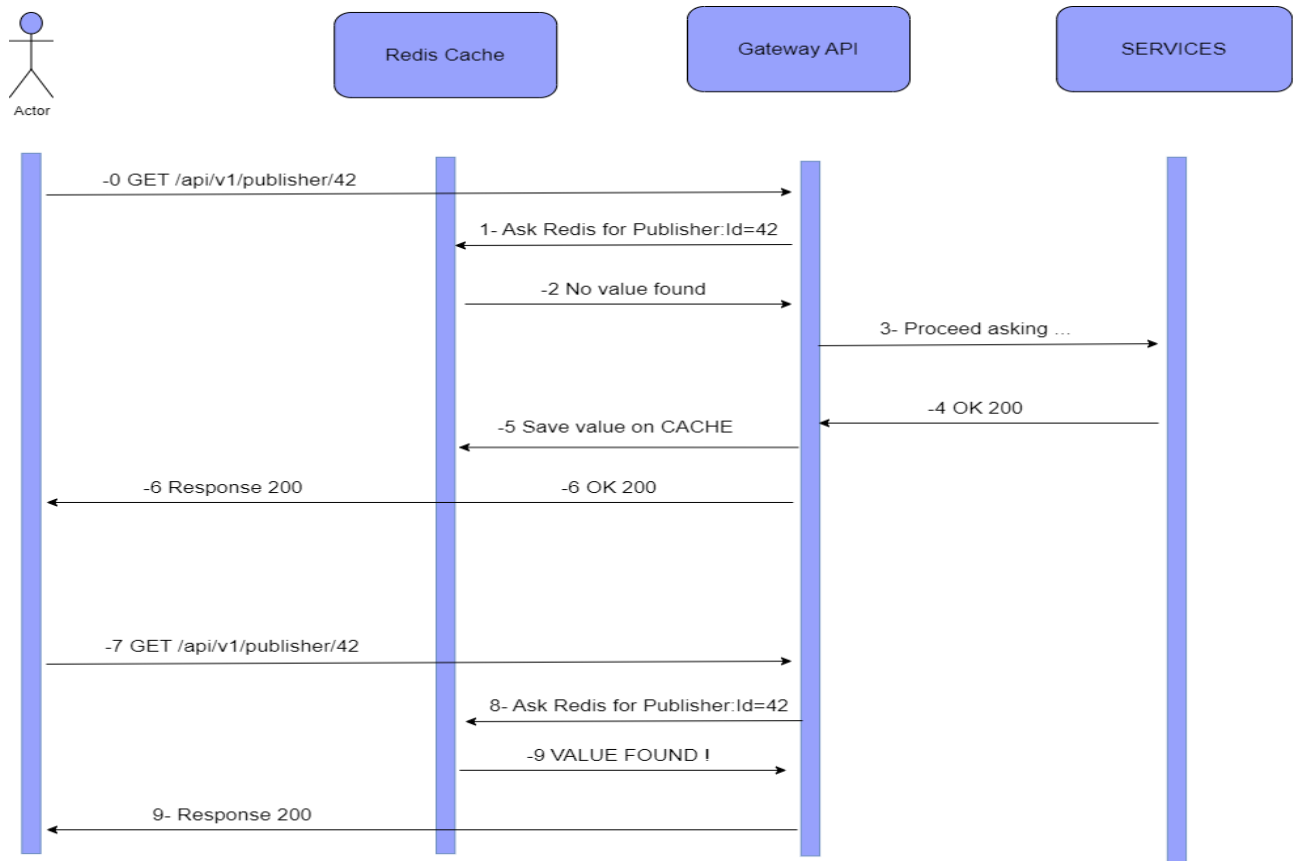 Actor
Redis Cache
Gateway API
SERVICES
-0 GET /api/v1/publisher/42
1- Ask Redis for Publisher:Id=42
-2 No value found
3- Proceed asking ...
-4 OK 200
-5 Save value on CACHE
-6 Response 200
-6 OK 200
-7 GET /api/v1/publisher/42
8- Ask Redis for Publisher:Id=42
-9 VALUE FOUND !
9- Response 200